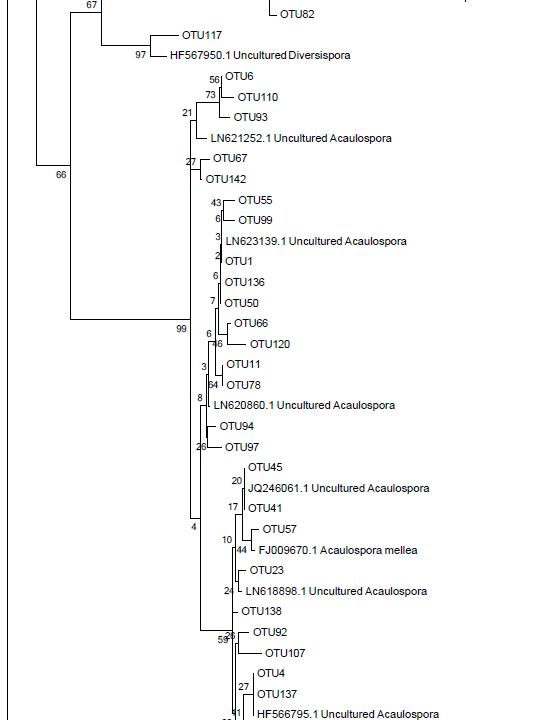 67
OTU82
OTU117
97
HF567950.1 Uncultured Diversispora
56
OTU6
73
OTU110
OTU93
21
LN621252.1 Uncultured Acaulospora
27
OTU67
66
OTU142
43
OTU55
6
OTU99
3
LN623139.1 Uncultured Acaulospora
2
OTU1
6
OTU136
7
OTU50
OTU66
99
6
46
OTU120
OTU11
3
64
OTU78
8
LN620860.1 Uncultured Acaulospora
OTU94
26
OTU97
OTU45
20
JQ246061.1 Uncultured Acaulospora
17
OTU41
4
OTU57
10
44
FJ009670.1 Acaulospora mellea
OTU23
24
LN618898.1 Uncultured Acaulospora
OTU138
59
OTU92
OTU107
OTU4
27
OTU137
HF566795.1 Uncultured Acaulospora